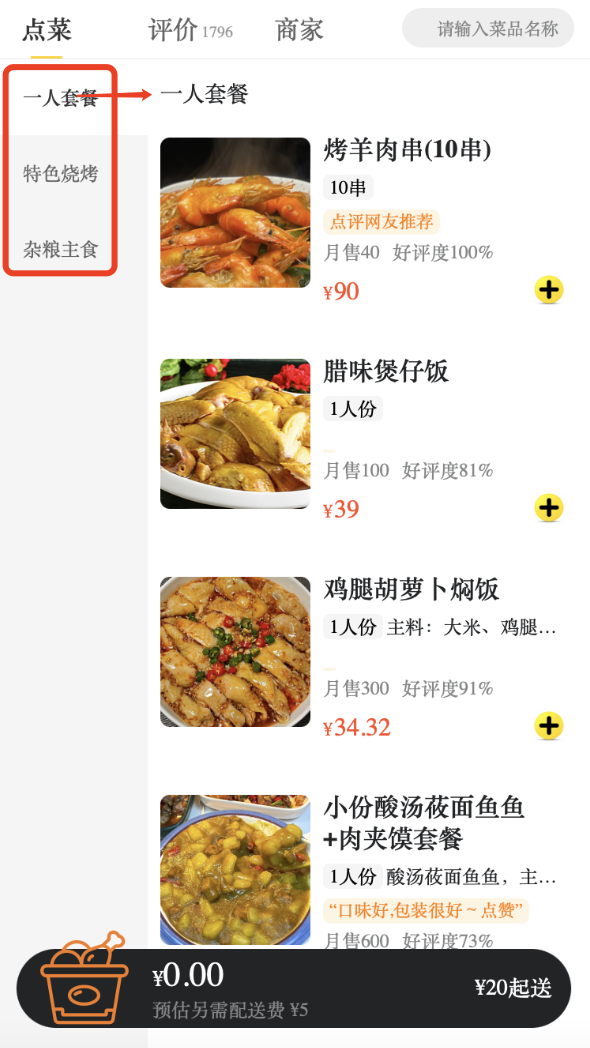 点菜
评价 1796
商家
请输入菜品名称
一人套餐
特色烧烤
杂粮主食
一人套餐
烤羊肉串(10串)
10串
点评网友推荐
月售40 好评度100%
¥90
腊味煲仔饭
1人份
月售100 好评度81%
¥39
鸡腿胡萝卜焖饭
1人份 主料：大米、鸡腿…
月售300 好评度91%
¥34.32
小份酸汤莜面鱼鱼
+肉夹馍套餐
1人份 酸汤莜面鱼鱼，主…
“口味好,包装很好～点赞”
月售600 好评度73%
¥0.00
预估另需配送费 ¥5
¥20起送